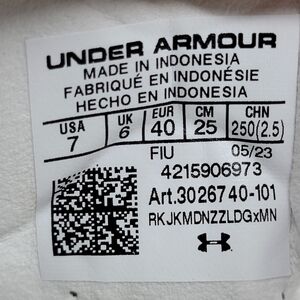 UNDER ARMOUR
MADE IN INDONESIA
FABRIQUÉ EN INDONÉSIE
HECHO EN INDONESIA
USA UK EUR CM CHN
7 6 40 25 250(2.5)
FIU 05/23
4215906973
Art.3026740-101
RKJKMDNZZLDGxMN